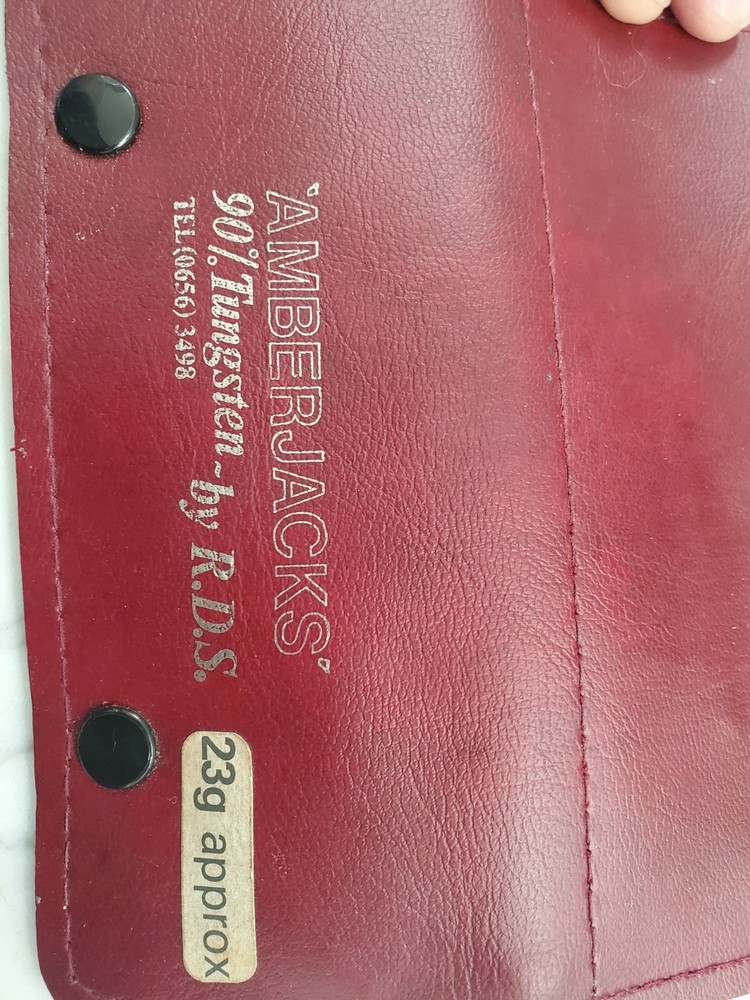 "AMBERJACKS"
90% Tungsten~by R.D.S.
TEL(0656) 3498
23g approx